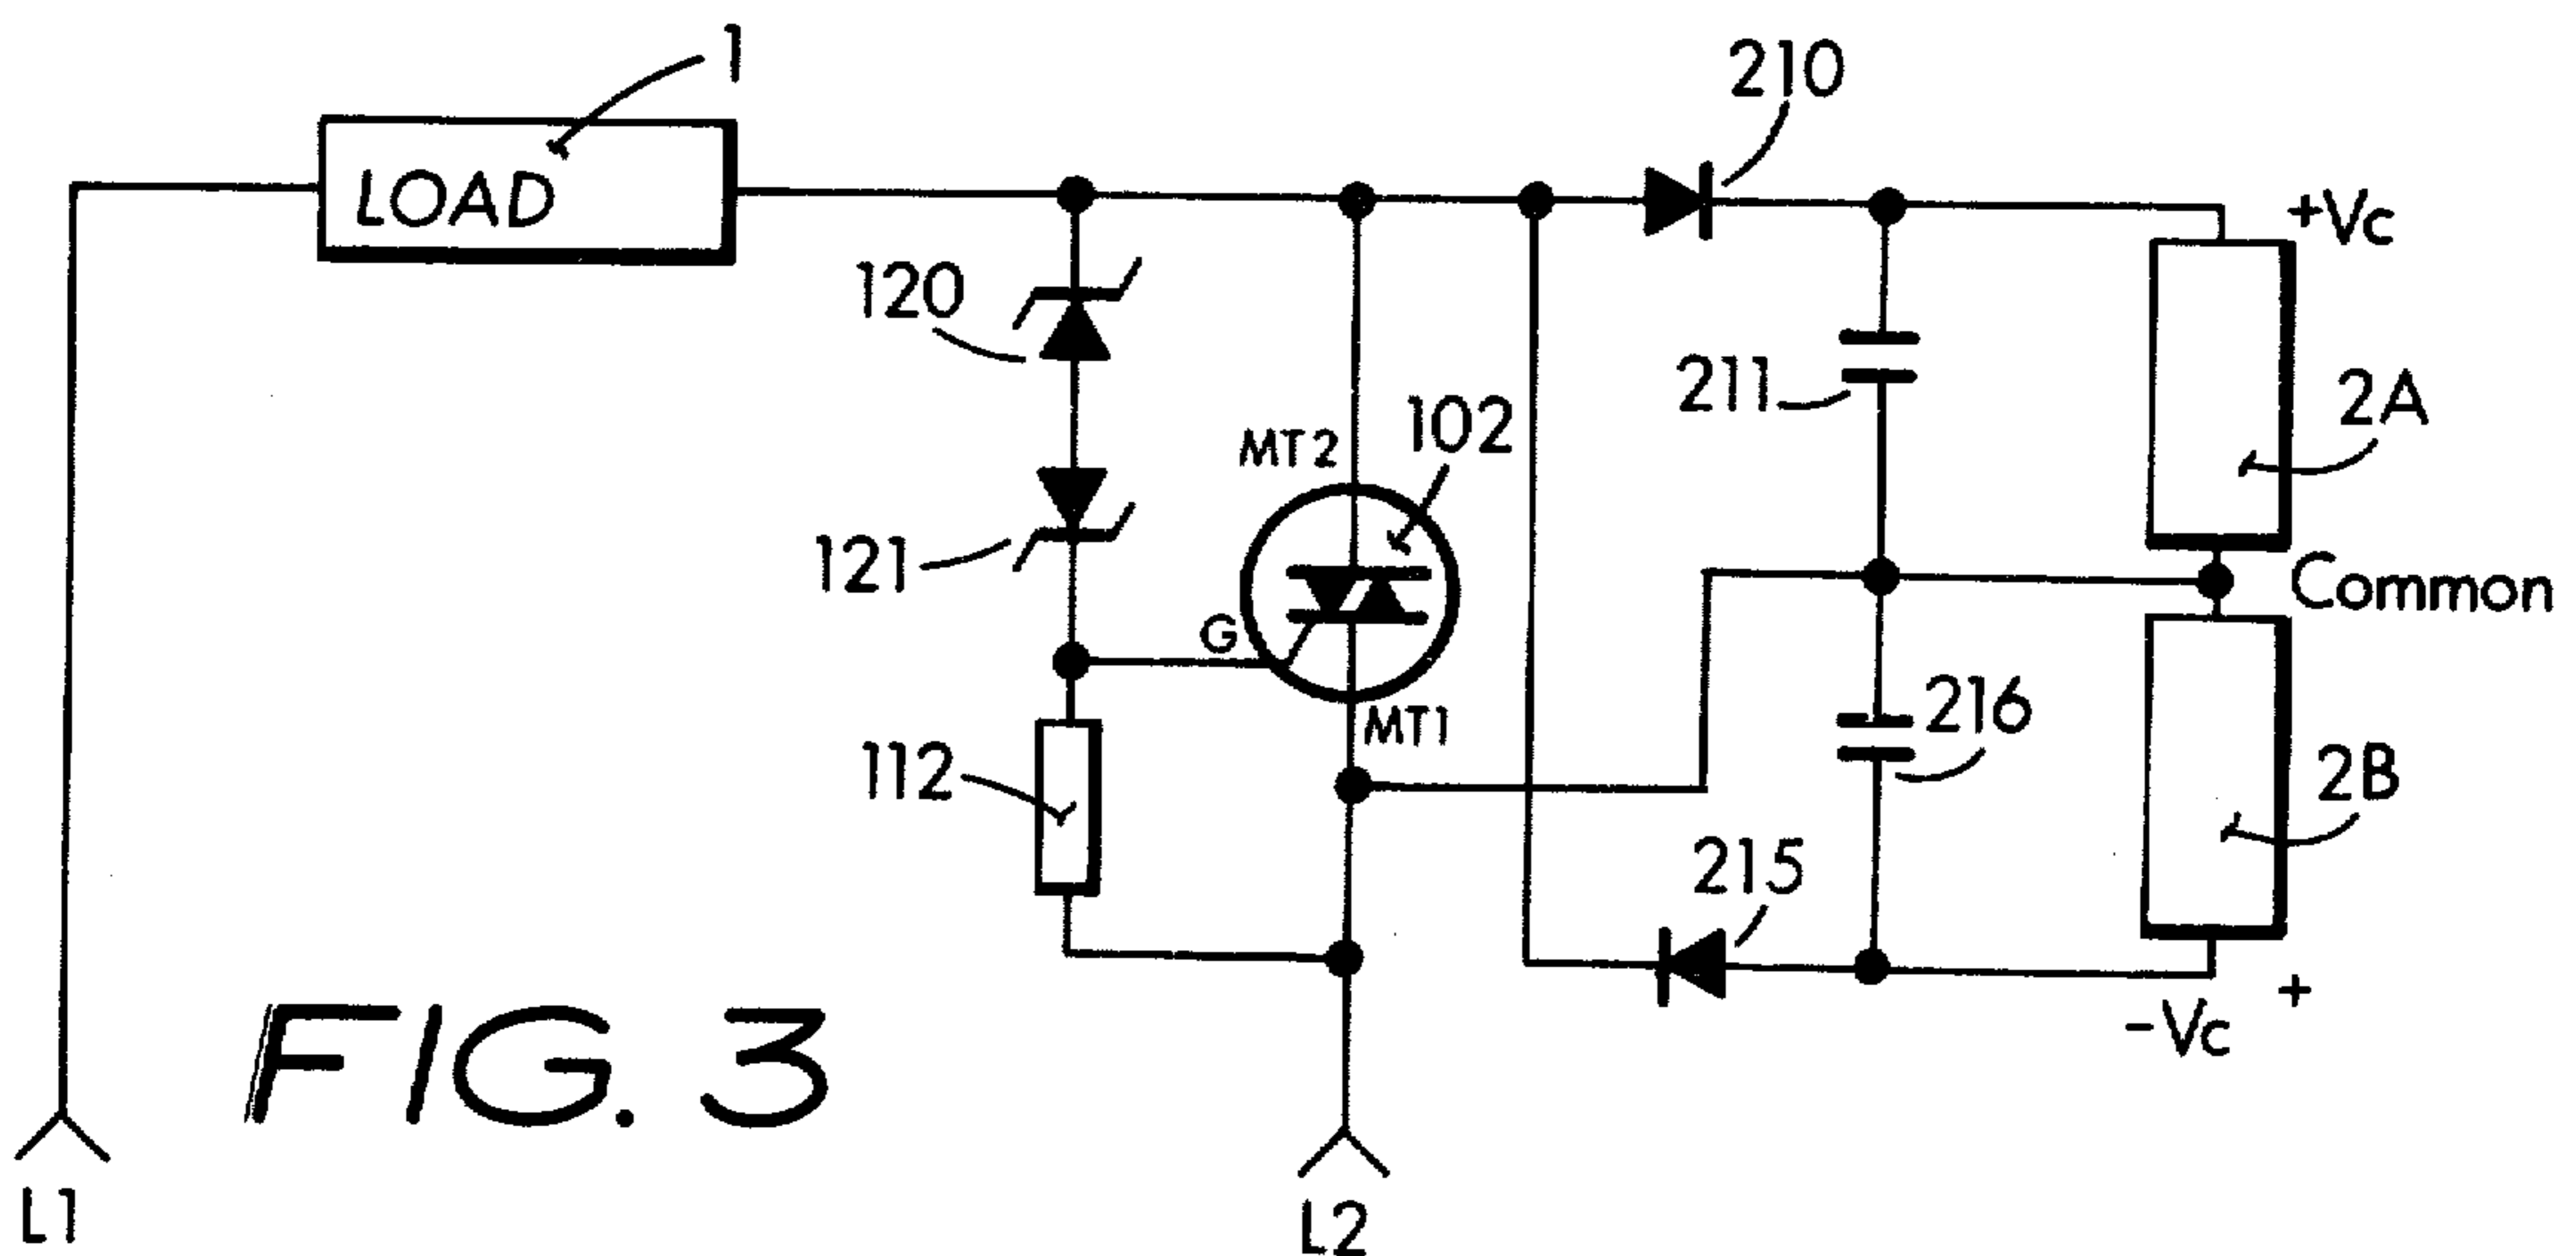 1
210
LOAD
+Vc
120
211
2A
MT2
102
121
Common
G
216
MT1
112
2B
215
+
-Vc
FIG. 3
L1
L2